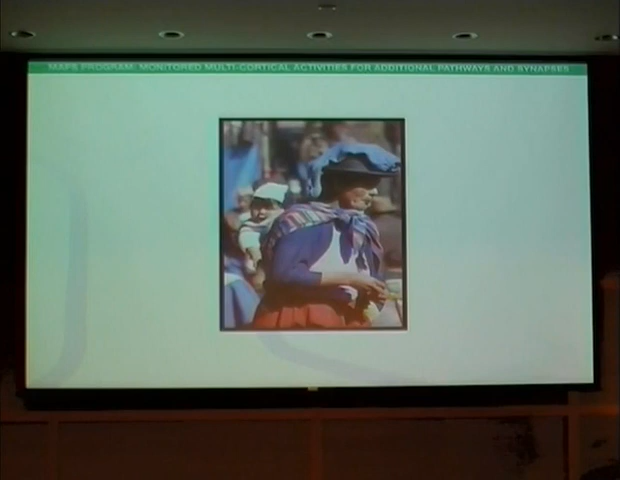 MAPS PROGRAM: MONITORED MULTI-CORTICAL ACTIVITIES FOR ADDITIONAL PATHWAYS AND SYNAPSES